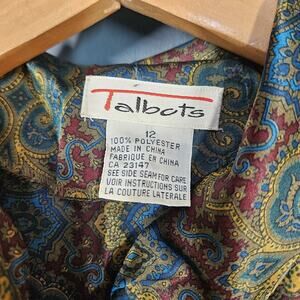 Talbots
12
100% POLYESTER
MADE IN CHINA
FABRIQUE EN CHINA
CA 23147
SEE SIDE SEAM FOR CARE
VOIR INSTRUCTIONS SUR
LA COUTURE LATERALE